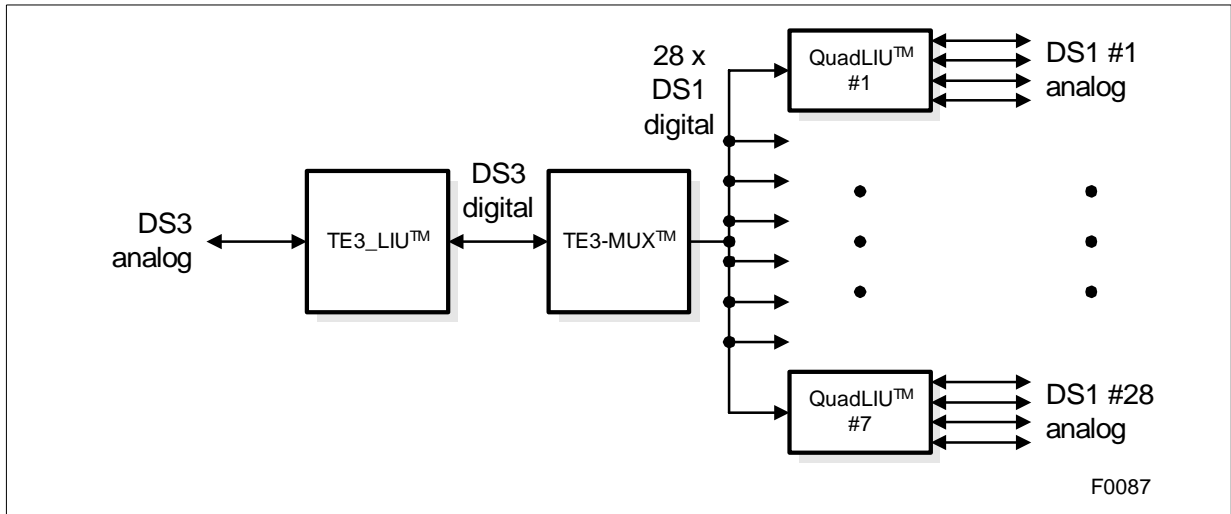 DS3
analog
TE3_LIU™
DS3
digital
TE3-MUX™
28 x
DS1
digital
QuadLIU™
#1
DS1 #1
analog
QuadLIU™
#7
DS1 #28
analog
F0087